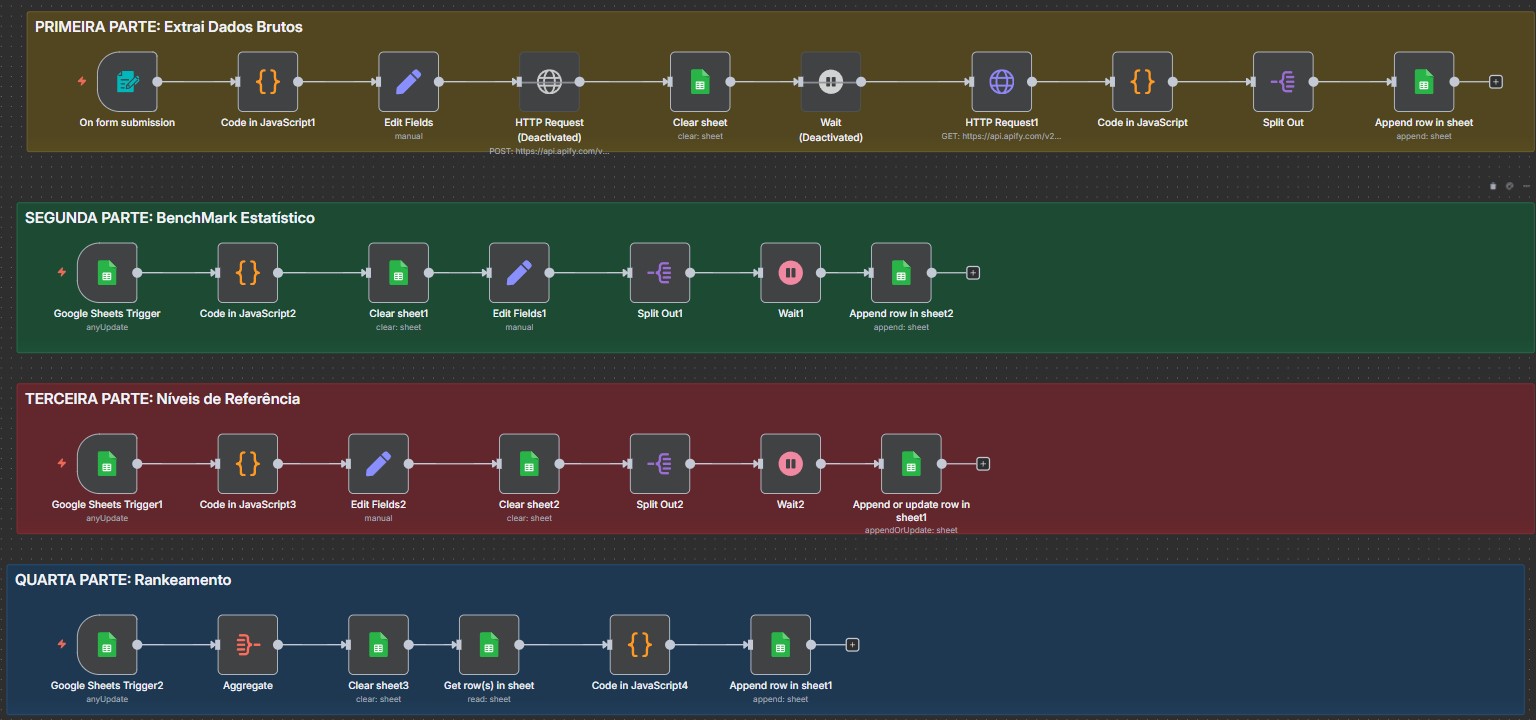 PRIMEIRA PARTE: Extrai Dados Brutos
On form submission
Code in JavaScript1
Edit Fields
manual
HTTP Request
(Deactivated)
POST: https://api.apify.com/v...
Clear sheet
clear: sheet
Wait
(Deactivated)
HTTP Request1
GET: https://api.apify.com/v2...
Code in JavaScript
Split Out
Append row in sheet
append: sheet
SEGUNDA PARTE: BenchMark Estatístico
Google Sheets Trigger
anyUpdate
Code in JavaScript2
Clear sheet1
clear: sheet
Edit Fields1
manual
Split Out1
Wait1
Append row in sheet2
append: sheet
TERCEIRA PARTE: Níveis de Referência
Google Sheets Trigger1
anyUpdate
Code in JavaScript3
Edit Fields2
manual
Clear sheet2
clear: sheet
Split Out2
Wait2
Append or update row in
sheet1
appendOrUpdate: sheet
QUARTA PARTE: Rankeamento
Google Sheets Trigger2
anyUpdate
Aggregate
Clear sheet3
clear: sheet
Get row(s) in sheet
read: sheet
Code in JavaScript4
Append row in sheet1
append: sheet